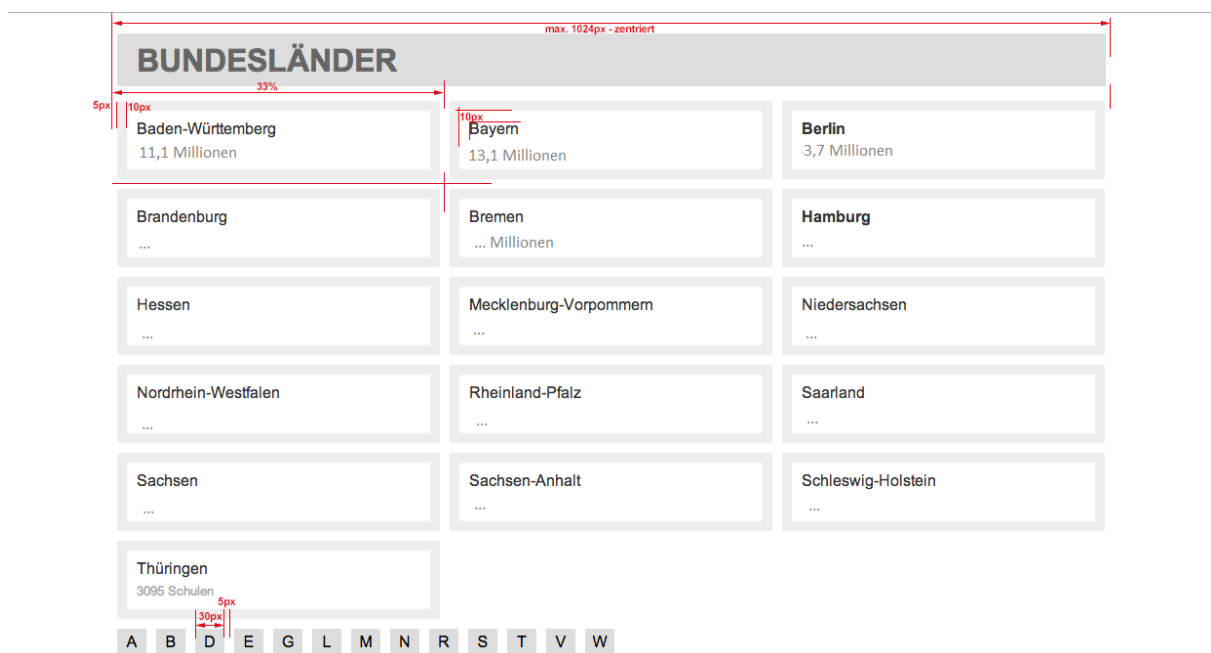 max. 1024px - zentriert
BUNDESLÄNDER
33%
5px
10px
10px
Baden-Württemberg
11,1 Millionen
Bayern
13,1 Millionen
Berlin
3,7 Millionen
Brandenburg
...
Bremen
... Millionen
Hamburg
...
Hessen
...
Mecklenburg-Vorpommern
...
Niedersachsen
...
Nordrhein-Westfalen
...
Rheinland-Pfalz
...
Saarland
...
Sachsen
...
Sachsen-Anhalt
...
Schleswig-Holstein
...
Thüringen
3095 Schulen
5px
30px
A B D E G L M N R S T V W